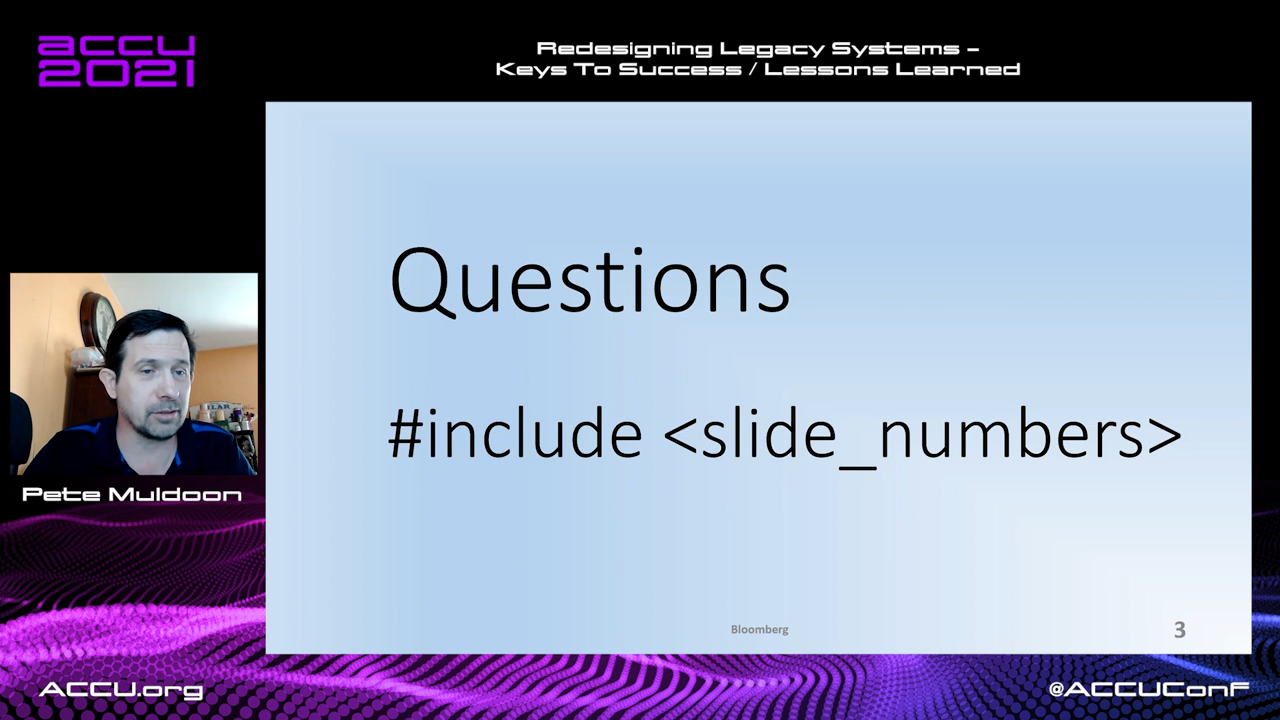 accu
2021
Redesigning Legacy Systems –
Keys To Success / Lessons Learned
Questions
#include <slide_numbers>
Pete Muldoon
Bloomberg
3
ACCU.org
@ACCUConf